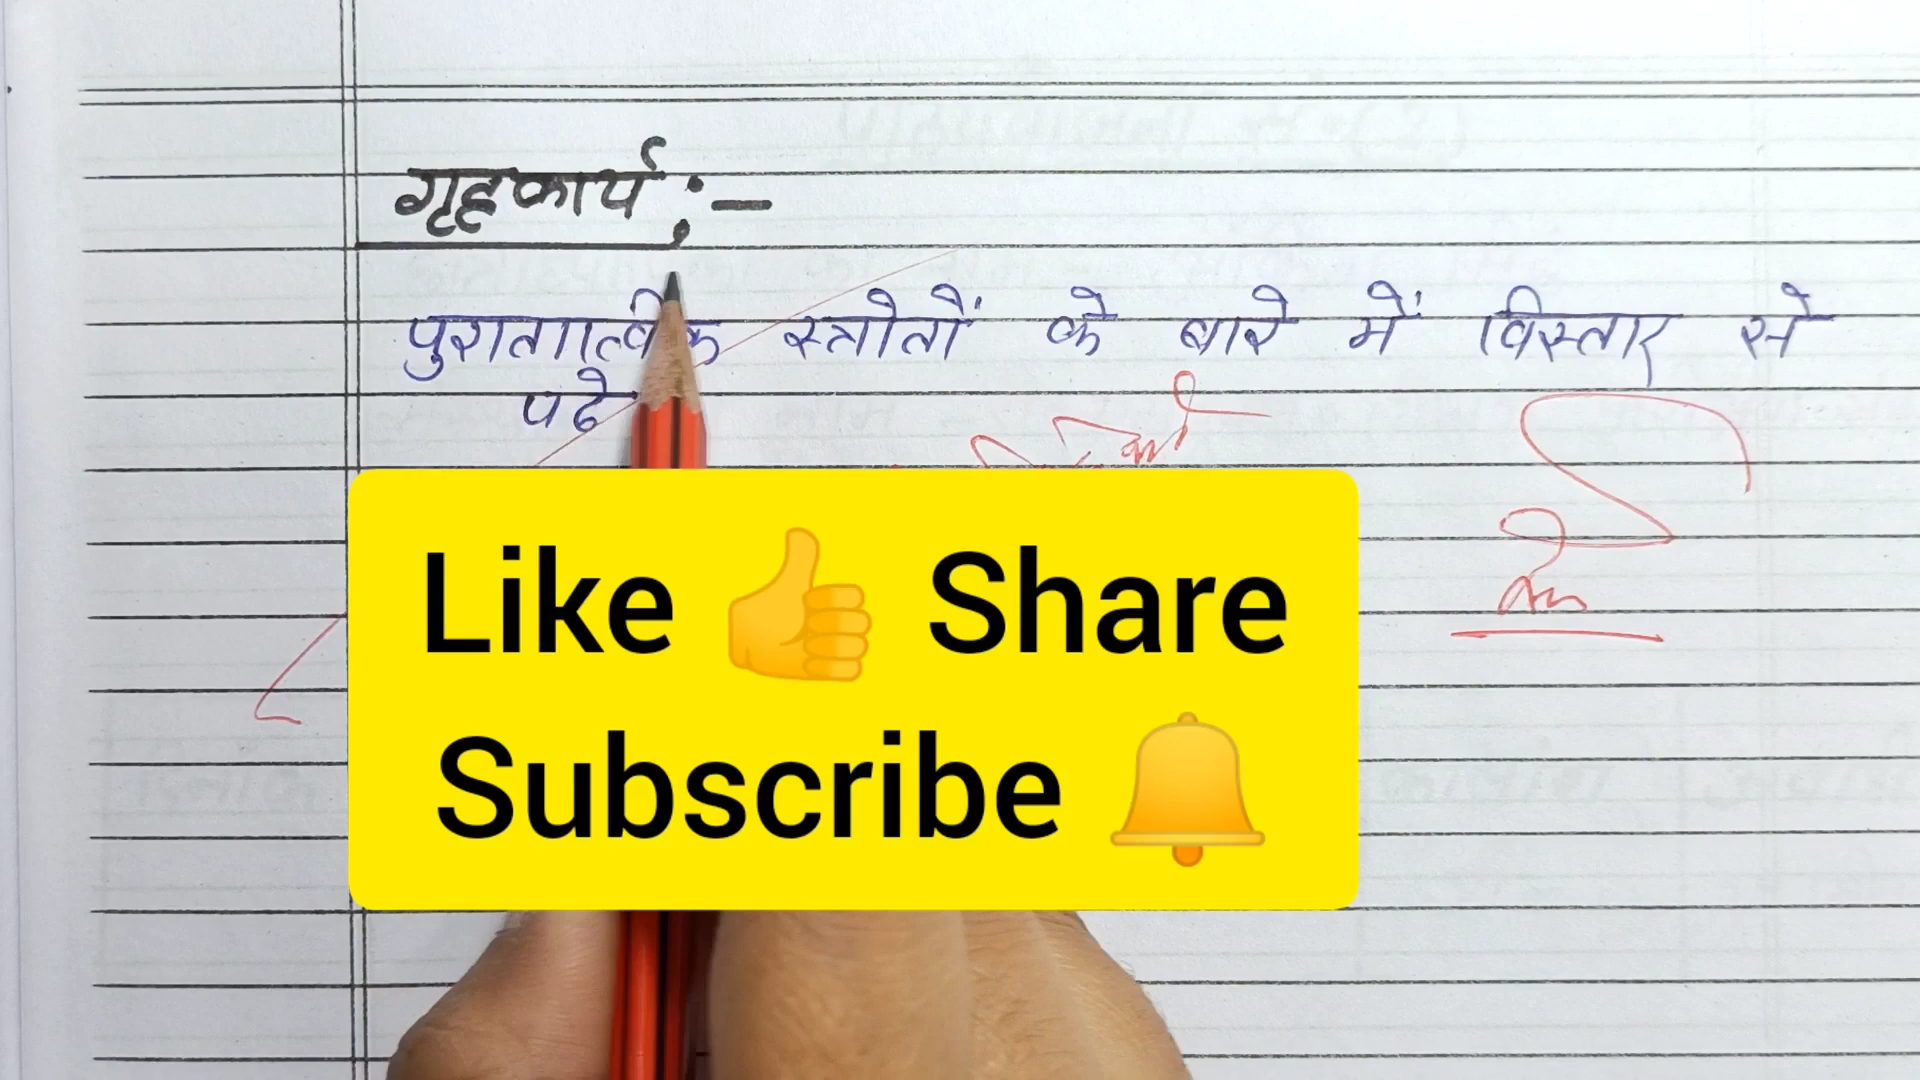 गृहकार्य :-
पुरातात्वीक स्त्रोतों के बारे में विस्तार से
पढे
Like 👍 Share
Subscribe 🔔